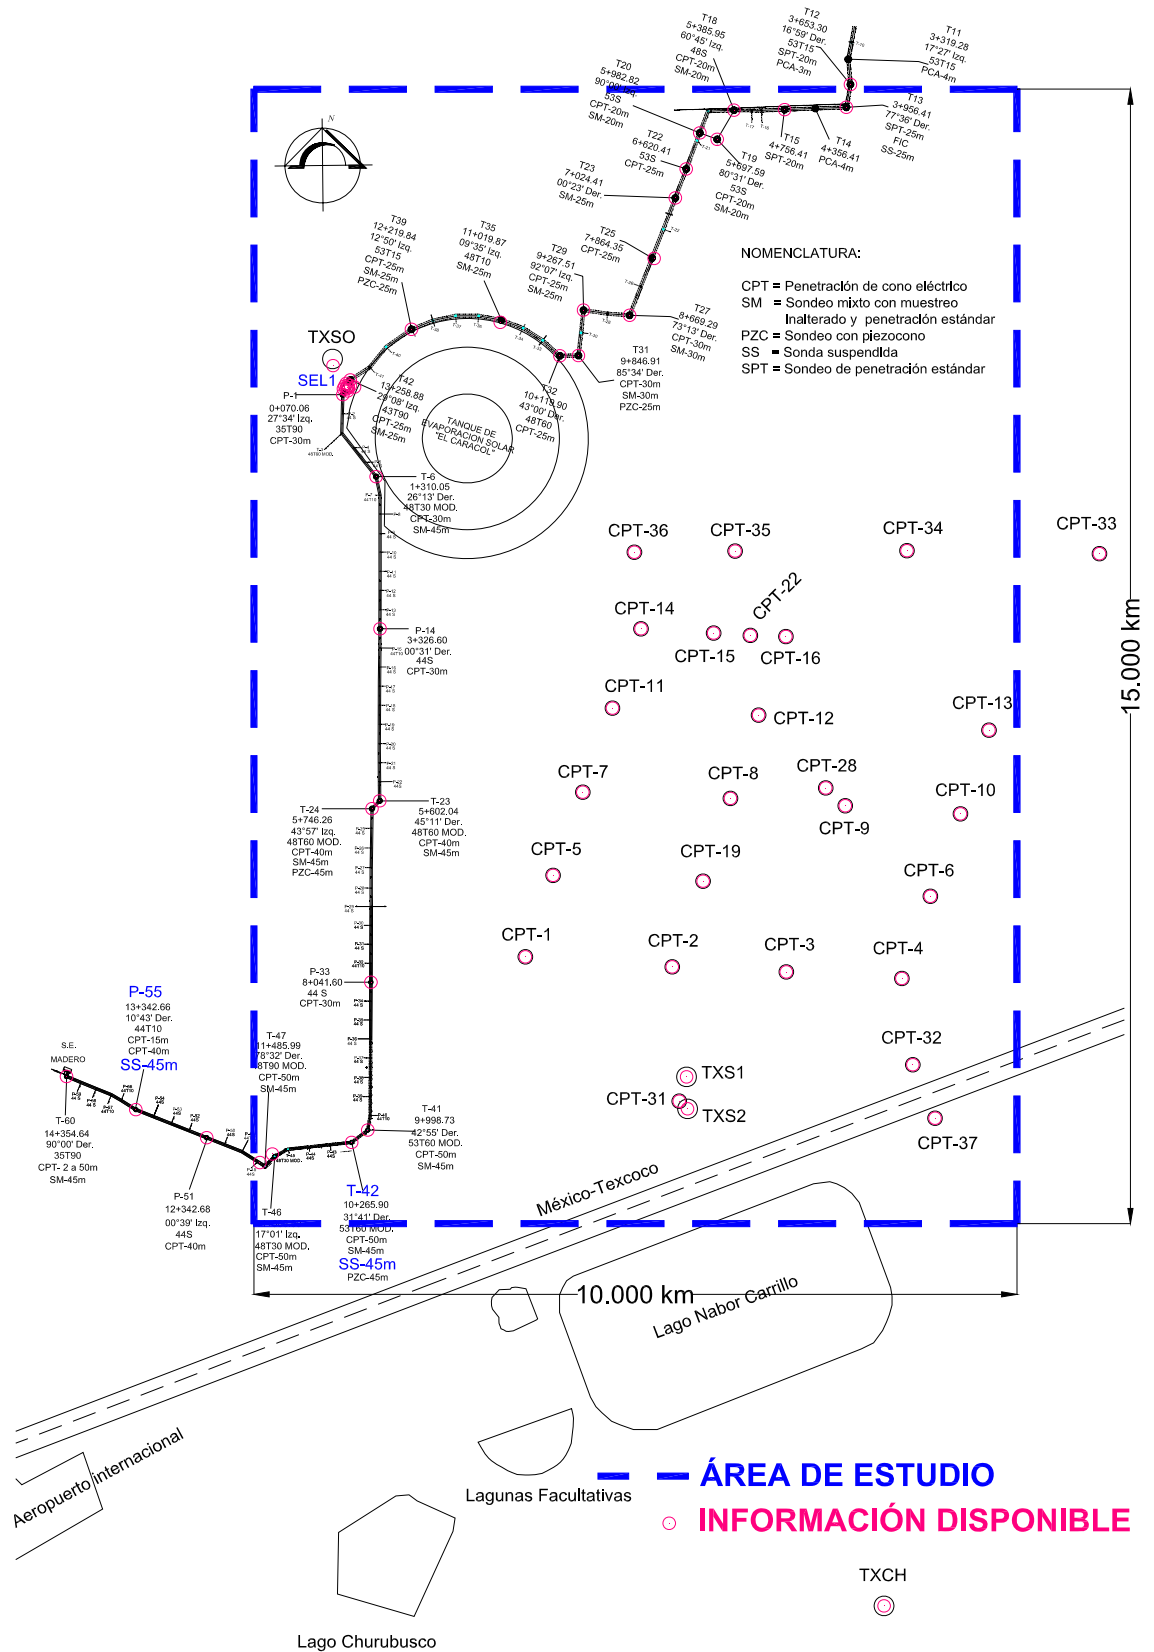 T18
5+385.95
60°45' Izq.
48S
CPT-20m
SM-20m
T12
3+653.30
16°59' Der.
53T15
SPT-20m
PCA-3m
T11
3+319.28
17°27' Izq.
53T15
PCA-4m
T20
5+982.82
90°00' Izq.
53S
CPT-20m
SM-20m
T13
3+956.41
77°36' Der.
SPT-25m
FIC
SS-25m
T14
4+356.41
PCA-4m
T15
4+756.41
SPT-20m
T22
6+620.41
53S
CPT-25m
T19
5+697.59
80°31' Der.
53S
CPT-20m
SM-20m
T23
7+024.41
00°23' Der.
SM-25m
N
T39
12+219.84
12°50' Izq.
53T15
CPT-25m
SM-25m
PZC-25m
T35
11+019.87
09°35' Izq.
48T10
SM-25m
T29
9+267.51
92°07' Izq.
CPT-25m
SM-25m
T25
7+864.35
CPT-25m
NOMENCLATURA:
CPT = Penetración de cono eléctrico
SM = Sondeo mixto con muestreo
Inalterado y penetración estándar
PZC = Sondeo con piezocono
SS = Sonda suspendida
SPT = Sondeo de penetración estándar
T27
8+669.29
73°13' Izq.
CPT-30m
SM-30m
T31
9+846.91
85°34' Der.
CPT-30m
SM-30m
PZC-25m
TXSO
SEL1
P-1
0+070.06
27°34' Izq.
35T90
CPT-30m
T42
13+258.88
29°08' Izq.
43T90
CPT-25m
SM-25m
T32
10+119.90
43°00' Der.
48T60
CPT-25m
TANQUE DE
EVAPORACION SOLAR
"EL CARACOL"
T-6
1+310.05
26°13' Der.
48T30 MOD.
CPT-30m
SM-45m
CPT-36
CPT-35
CPT-34
CPT-33
CPT-14
CPT-15
CPT-22
CPT-16
P-14
3+326.60
00°31' Der.
44S
CPT-30m
15.000 km
CPT-11
CPT-12
CPT-13
CPT-7
CPT-8
CPT-28
CPT-9
CPT-10
T-24
5+746.26
43°57' Izq.
48T60 MOD.
CPT-40m
SM-45m
PZC-45m
T-23
5+602.04
45°11' Der.
48T60 MOD.
CPT-40m
SM-45m
CPT-5
CPT-19
CPT-6
CPT-1
CPT-2
CPT-3
CPT-4
P-33
8+041.60
44 S
CPT-30m
P-55
13+342.66
10°43' Der.
44T10
CPT-15m
CPT-40m
SS-45m
S.E.
MADERO
T-47
11+485.99
78°32' Der.
48T90 MOD.
CPT-50m
SM-45m
CPT-32
TXS1
CPT-31
TXS2
CPT-37
T-60
14+354.64
90°00' Der.
35T90
CPT- 2 a 50m
SM-45m
T-41
9+998.73
42°55' Der.
53T60 MOD.
CPT-50m
SM-45m
P-51
12+342.68
00°39' Izq.
44S
CPT-40m
T-46
17°01' Izq.
48T30 MOD.
CPT-50m
SM-45m
T-42
10+265.90
31°41' Der.
53T60 MOD.
CPT-50m
SM-45m
SS-45m
PZC-45m
México-Texcoco
10.000 km
Lago Nabor Carrillo
Aeropuerto internacional
Lagunas Facultativas
ÁREA DE ESTUDIO
INFORMACIÓN DISPONIBLE
TXCH
Lago Churubusco